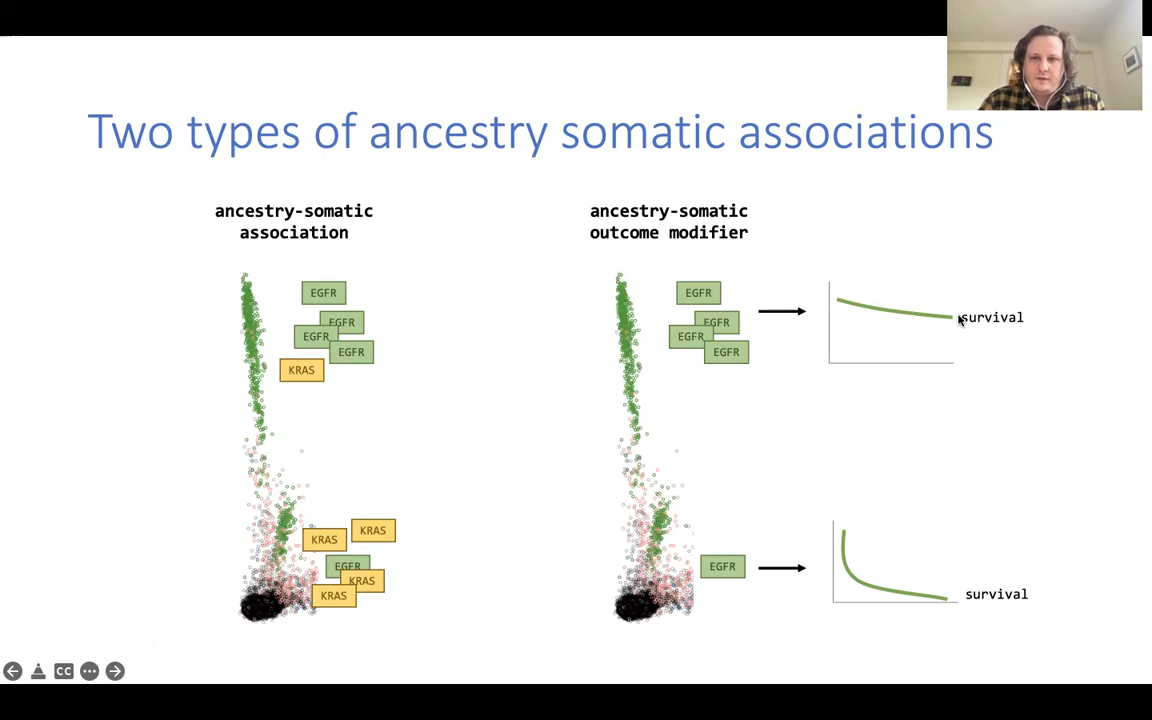 Two types of ancestry somatic associations
ancestry-somatic
association
EGFR
EGFR
EGFR
EGFR
KRAS
KRAS
KRAS
EGFR
KRAS
KRAS
ancestry-somatic
outcome modifier
EGFR
EGFR
EGFR
EGFR
survival
EGFR
survival
CC